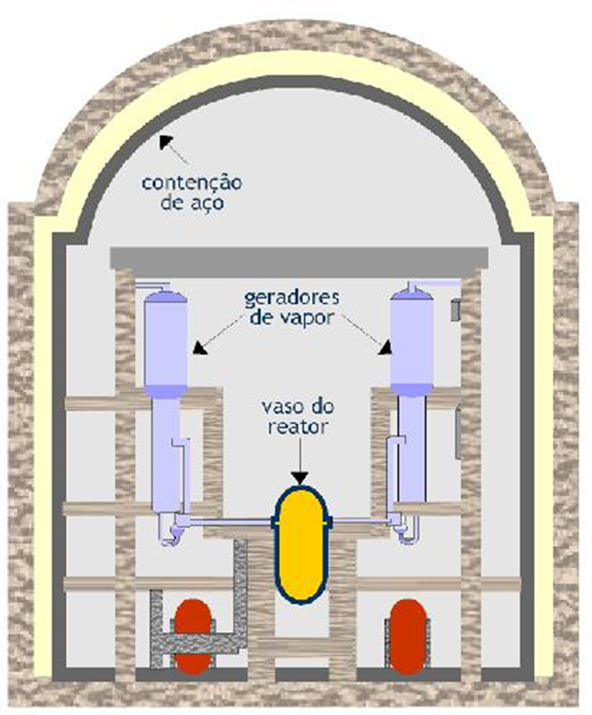 contenção
de aço
geradores
de vapor
vaso do
reator